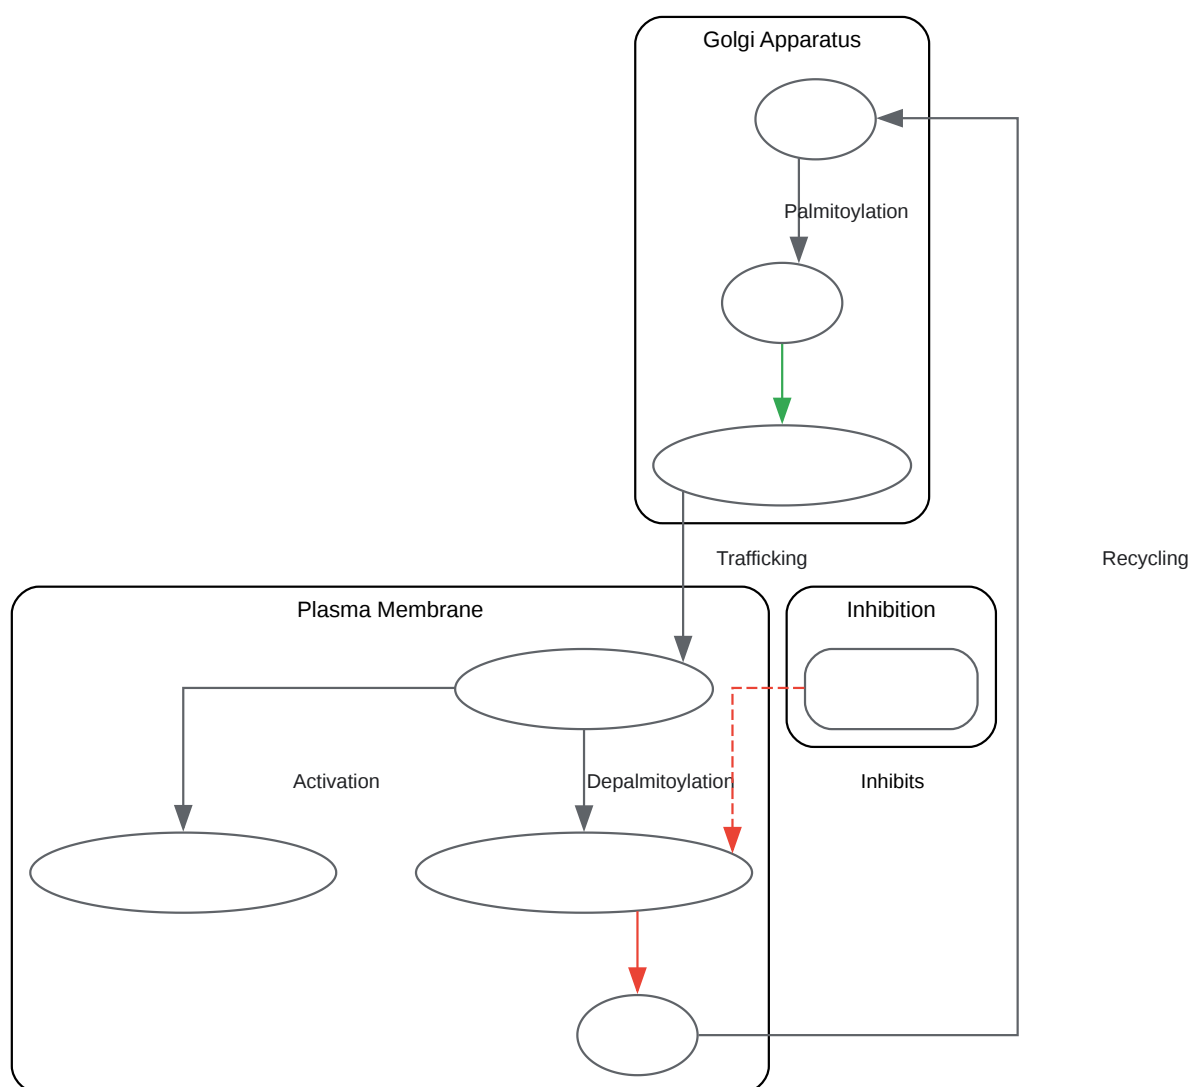 Golgi Apparatus
Palmitoylation
Trafficking
Recycling
Plasma Membrane
Inhibition
Activation
Depalmitoylation
Inhibits